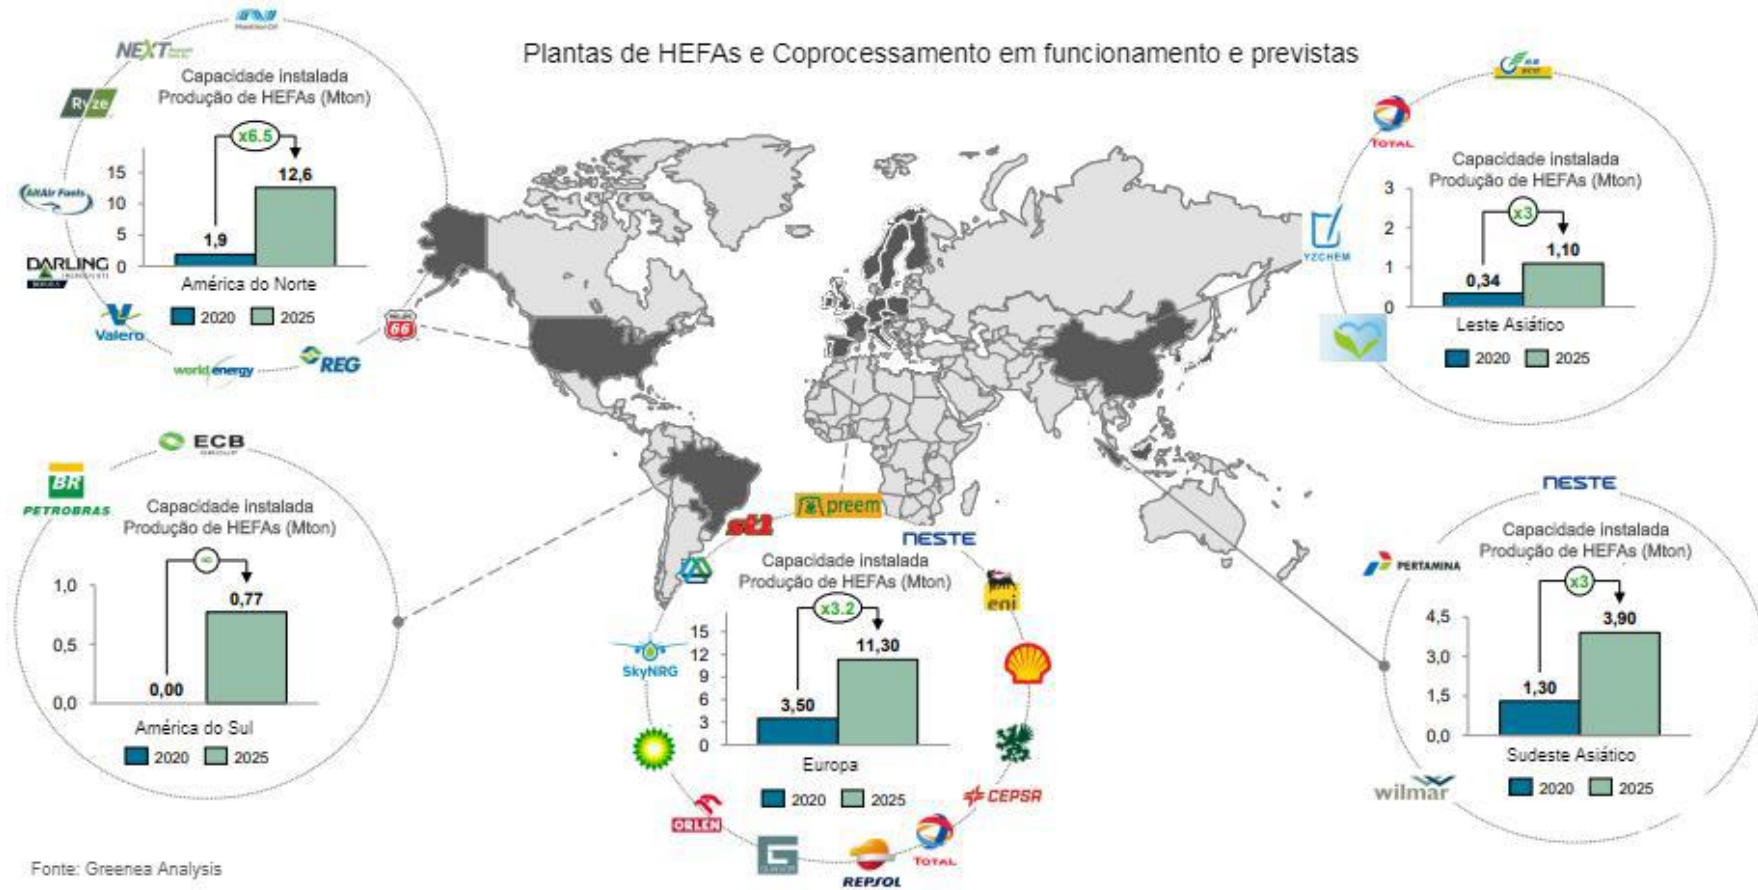 Plantas de HEFAs e Coprocessamento em funcionamento e previstas
NEXT
Ryze
AltAir Fuels
DARLING
INGREDIENTS
Valero
world energy
REG
66
Capacidade instalada
Produção de HEFAs (Mton)
x6.5
15
10
5
0
1,9
12,6
América do Norte
2020
2025
TOTAL
YZCHEM
Capacidade instalada
Produção de HEFAs (Mton)
x3
3
2
1
0
0,34
1,10
Leste Asiático
2020
2025
ECB
GROUP
BR
PETROBRAS
Capacidade instalada
Produção de HEFAs (Mton)
∞
1,0
0,5
0,0
0,00
0,77
América do Sul
2020
2025
st1
preem
NESTE
eni
SkyNRG
CEPSA
ORLEN
REPSOL
TOTAL
Capacidade instalada
Produção de HEFAs (Mton)
x3.2
15
12
9
6
3
0
3,50
11,30
Europa
2020
2025
NESTE
PERTAMINA
wilmar
Capacidade instalada
Produção de HEFAs (Mton)
x3
4,5
3,0
1,5
0,0
1,30
3,90
Sudeste Asiático
2020
2025
Fonte: Greenea Analysis